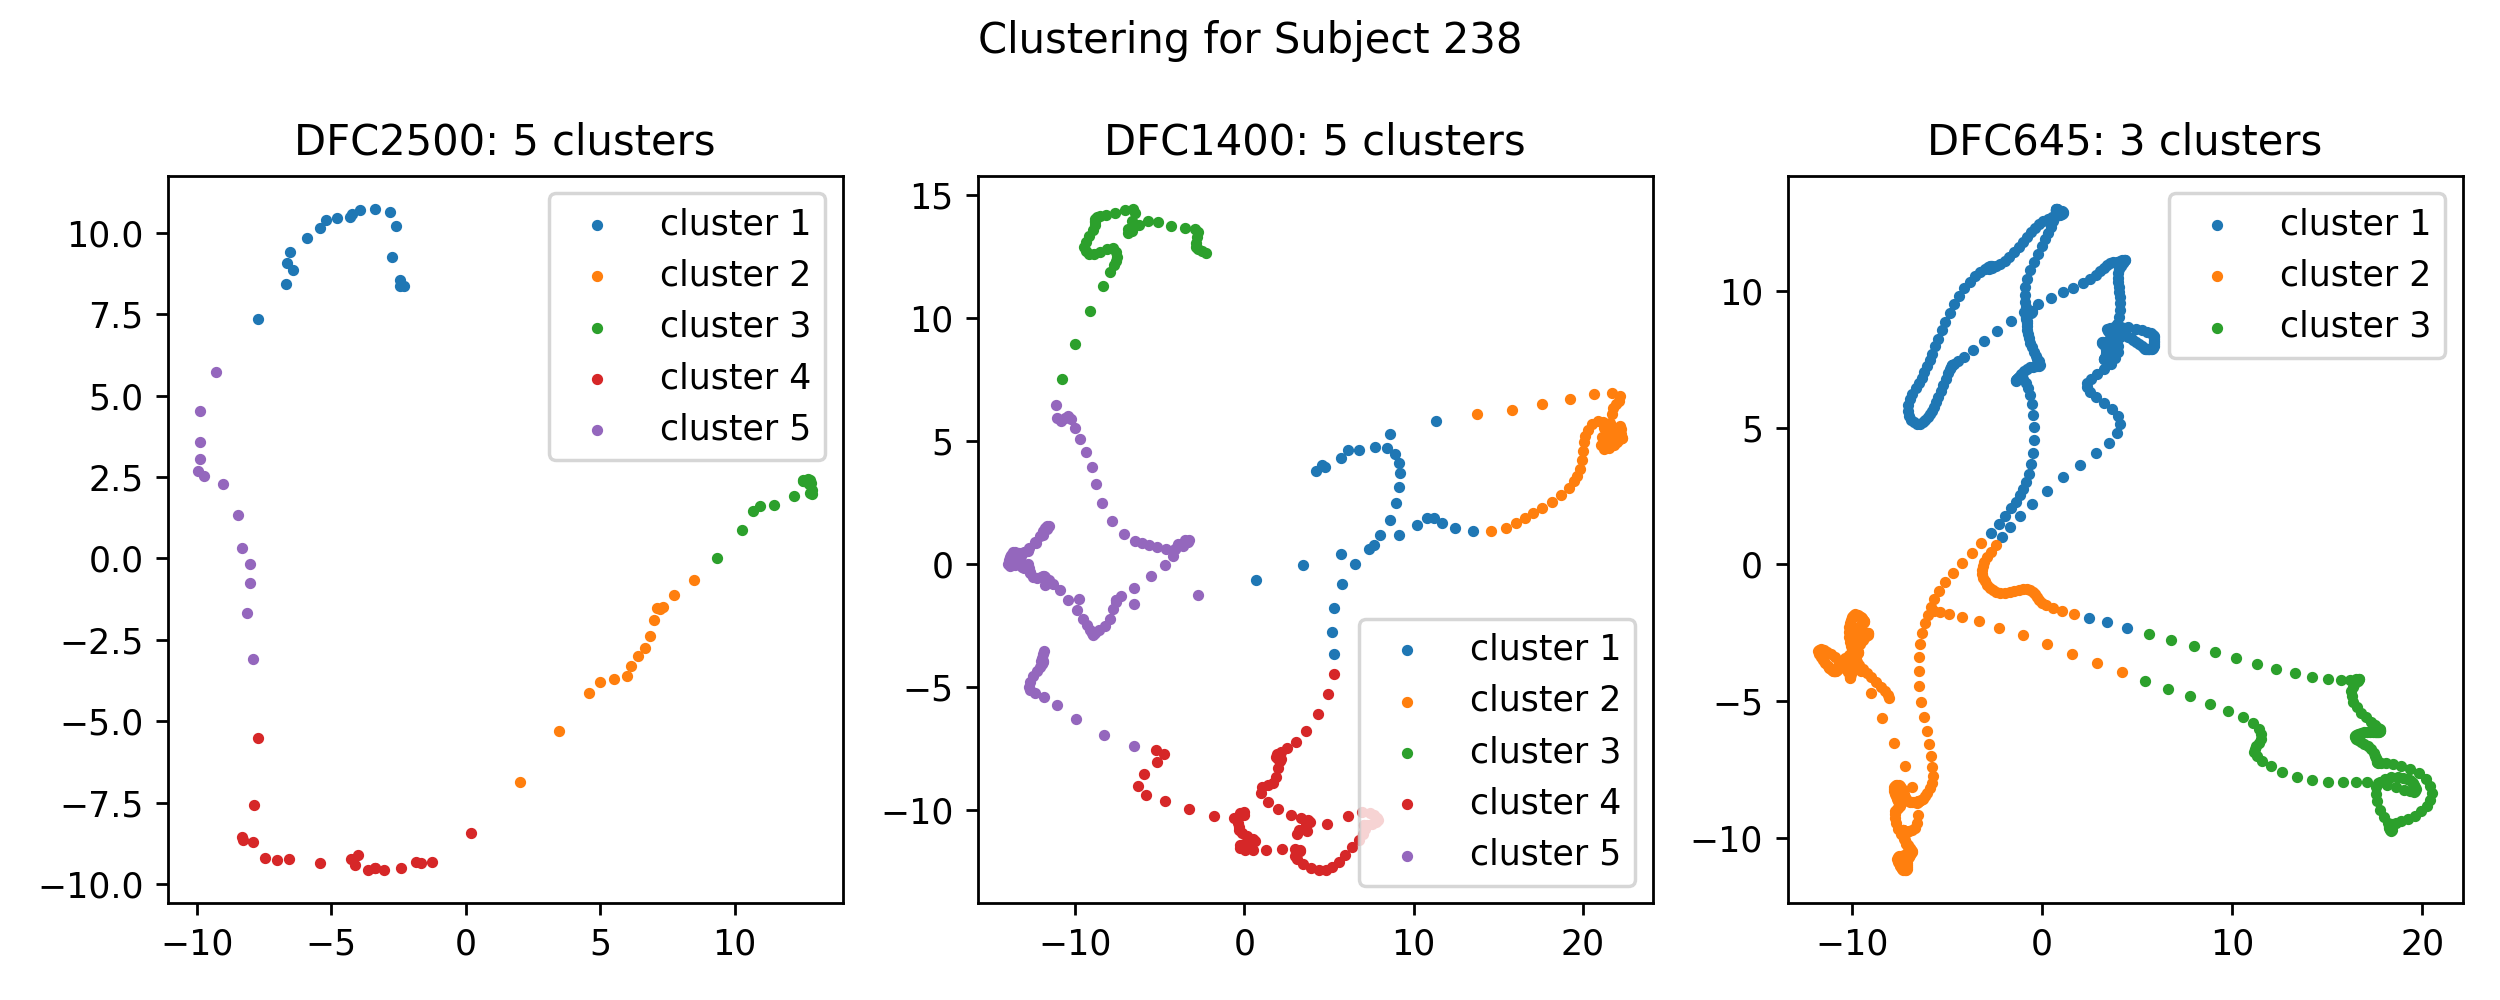 Clustering for Subject 238
DFC2500: 5 clusters
10.0
7.5
5.0
2.5
0.0
−2.5
−5.0
−7.5
−10.0
−10
−5
0
5
10
cluster 1
cluster 2
cluster 3
cluster 4
cluster 5
DFC1400: 5 clusters
15
10
5
0
−5
−10
−10
0
10
20
cluster 1
cluster 2
cluster 3
cluster 4
cluster 5
DFC645: 3 clusters
10
5
0
−5
−10
−10
0
10
20
cluster 1
cluster 2
cluster 3